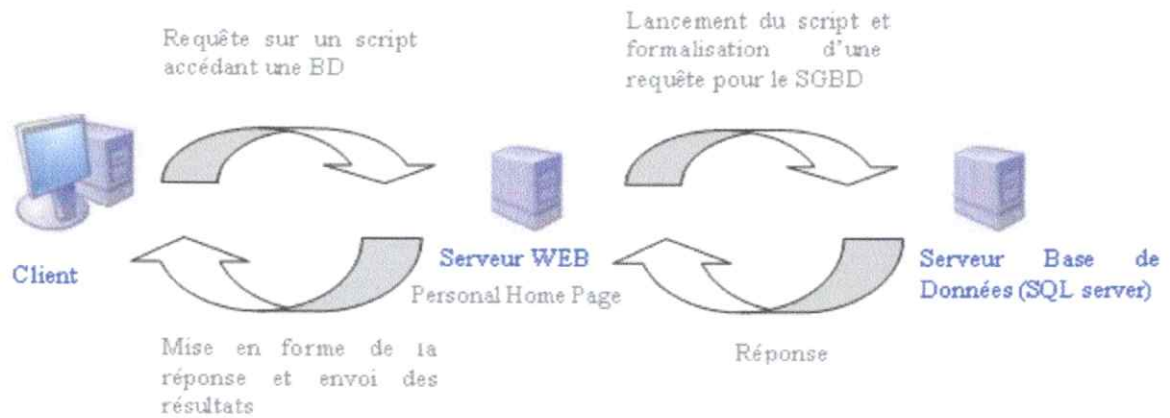 Requête sur un script
accédant une BD
Lancement du script et
formalisation d'une
requête pour le SGBD
Client
Serveur WEB
Personal Home Page
Serveur Base de
Données (SQL server)
Mise en forme de la
réponse et envoi des
résultats
Réponse